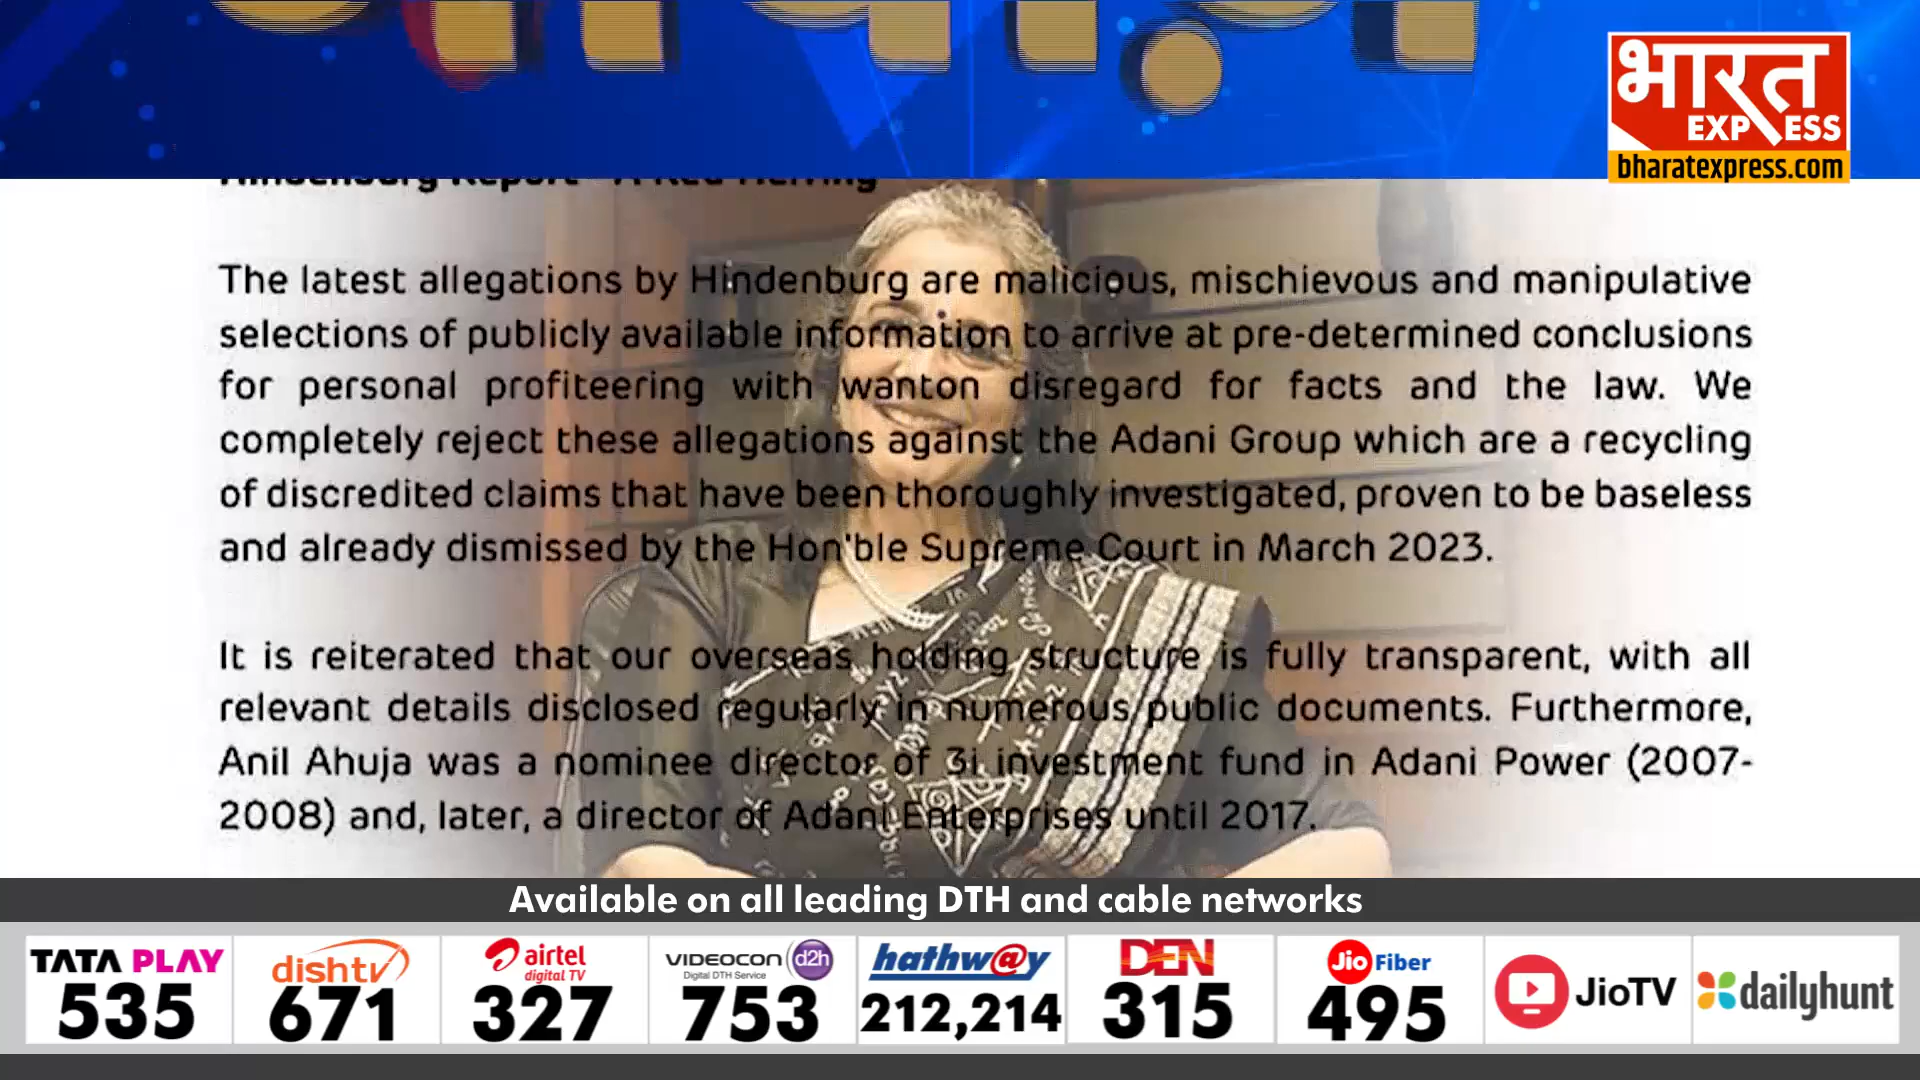 भारत
EXPRESS
bharatexpress.com
Hindenburg Report - A Red Herring
The latest allegations by Hindenburg are malicious, mischievous and manipulative
selections of publicly available information to arrive at pre-determined conclusions
for personal profiteering with wanton disregard for facts and the law. We
completely reject these allegations against the Adani Group which are a recycling
of discredited claims that have been thoroughly investigated, proven to be baseless
and already dismissed by the Hon'ble Supreme Court in March 2023.
It is reiterated that our overseas holding structure is fully transparent, with all
relevant details disclosed regularly in numerous public documents. Furthermore,
Anil Ahuja was a nominee director of 3i investment fund in Adani Power (2007-
2008) and, later, a director of Adani Enterprises until 2017.
Available on all leading DTH and cable networks
TATA PLAY
535
dishtv
671
airtel
digital TV
327
VIDEOCON d2h
Digital DTH Service
753
hathw@y
212,214
DEN
315
Jio Fiber
495
JioTV
dailyhunt